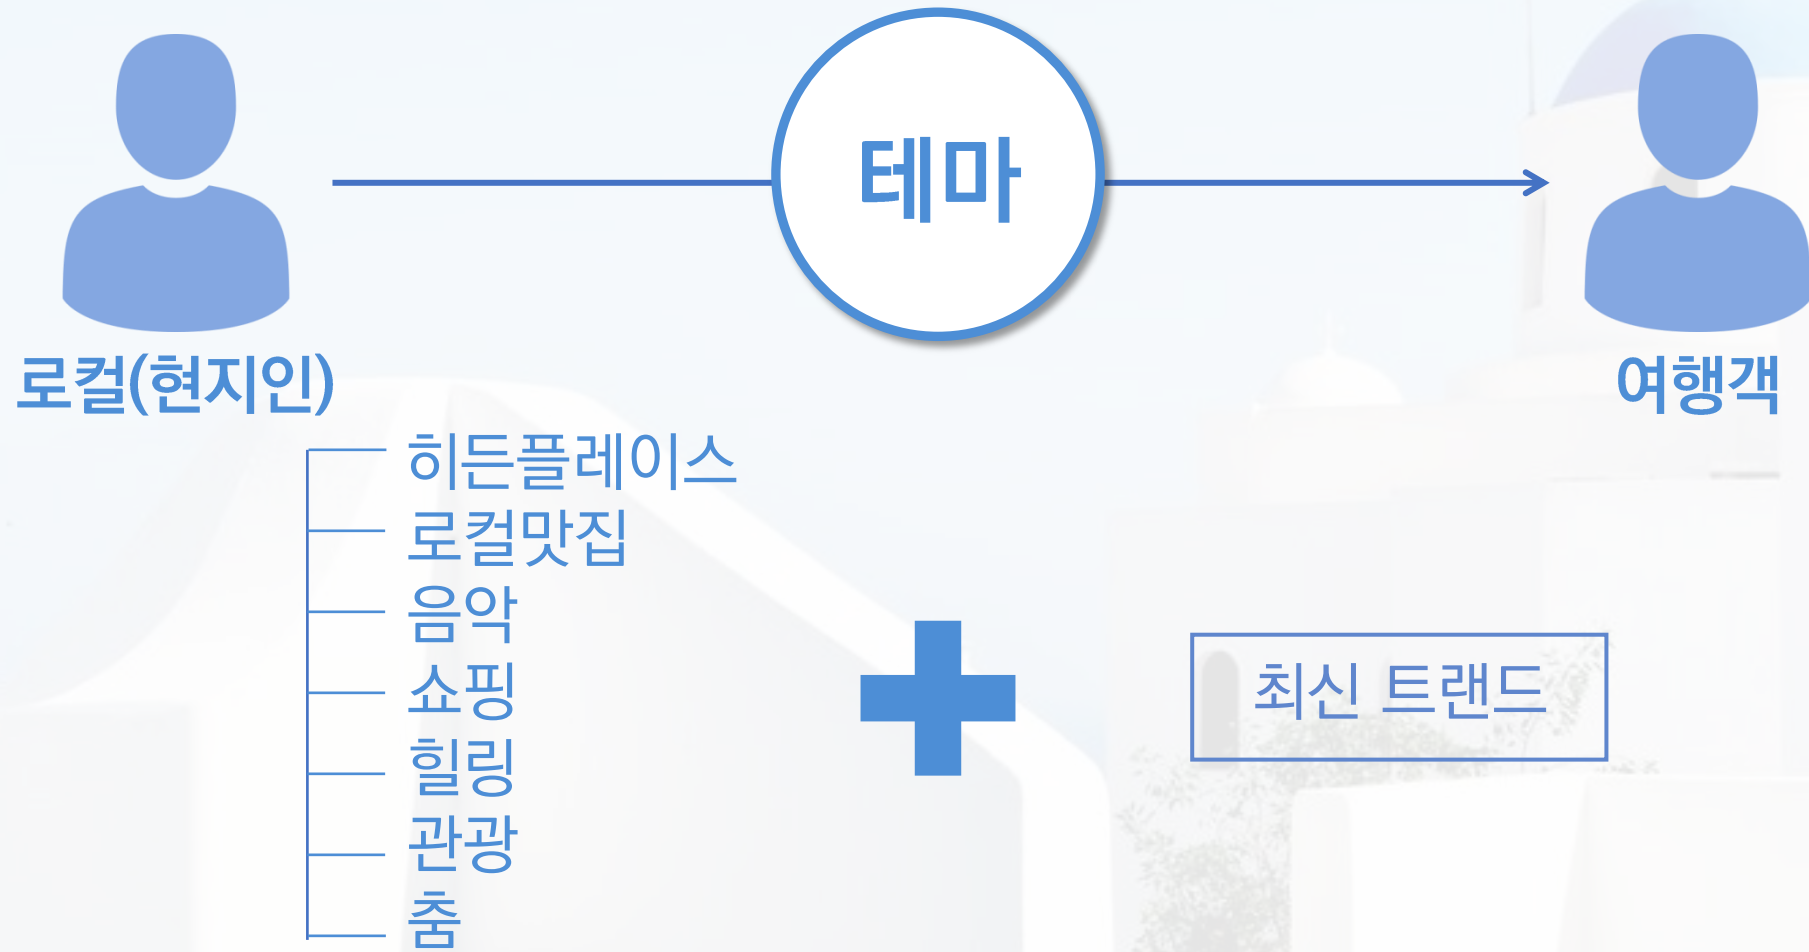 테마
로컬(현지인)
여행객
히든플레이스
로컬맛집
음악
쇼핑
힐링
관광
춤
최신 트랜드